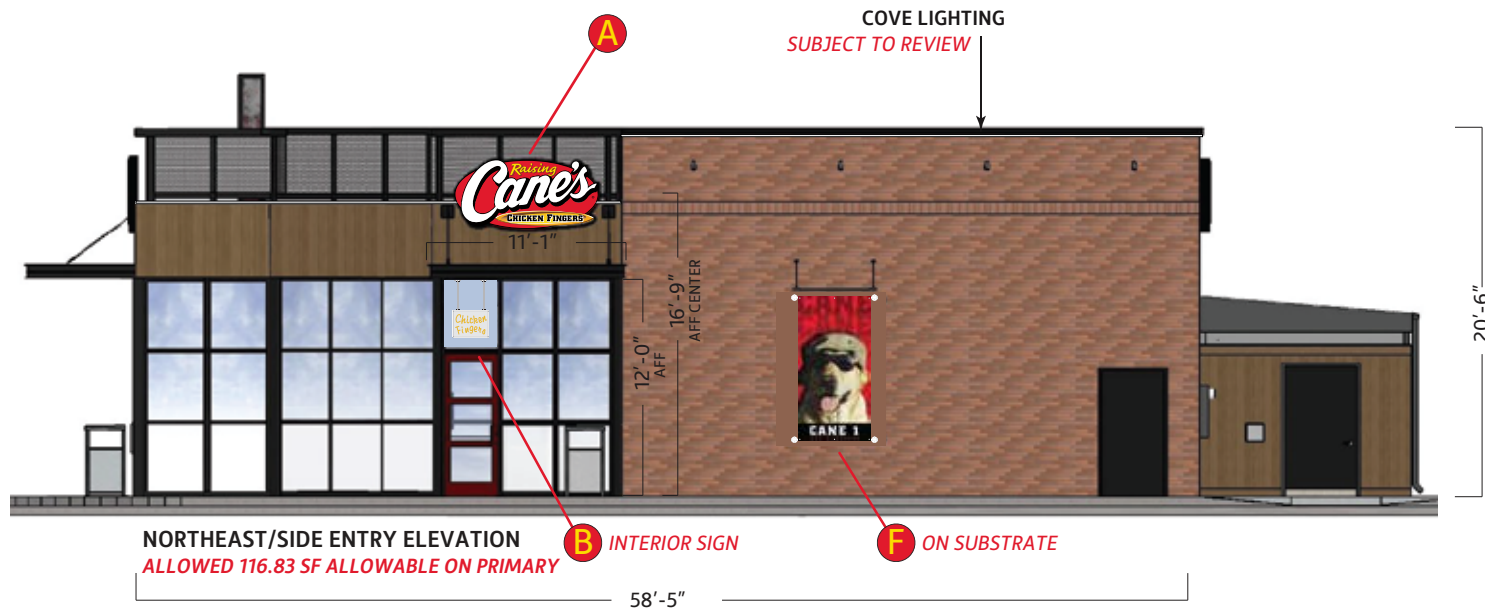 A
COVE LIGHTING
SUBJECT TO REVIEW
Raising
Cane's
CHICKEN FINGERS
11'-1"
16'-9"
AFF CENTER
12'-0"
AFF
20'-6"
Chicken
Fingers
CANE 1
NORTHEAST/SIDE ENTRY ELEVATION
ALLOWED 116.83 SF ALLOWABLE ON PRIMARY
B INTERIOR SIGN
F ON SUBSTRATE
58'-5"